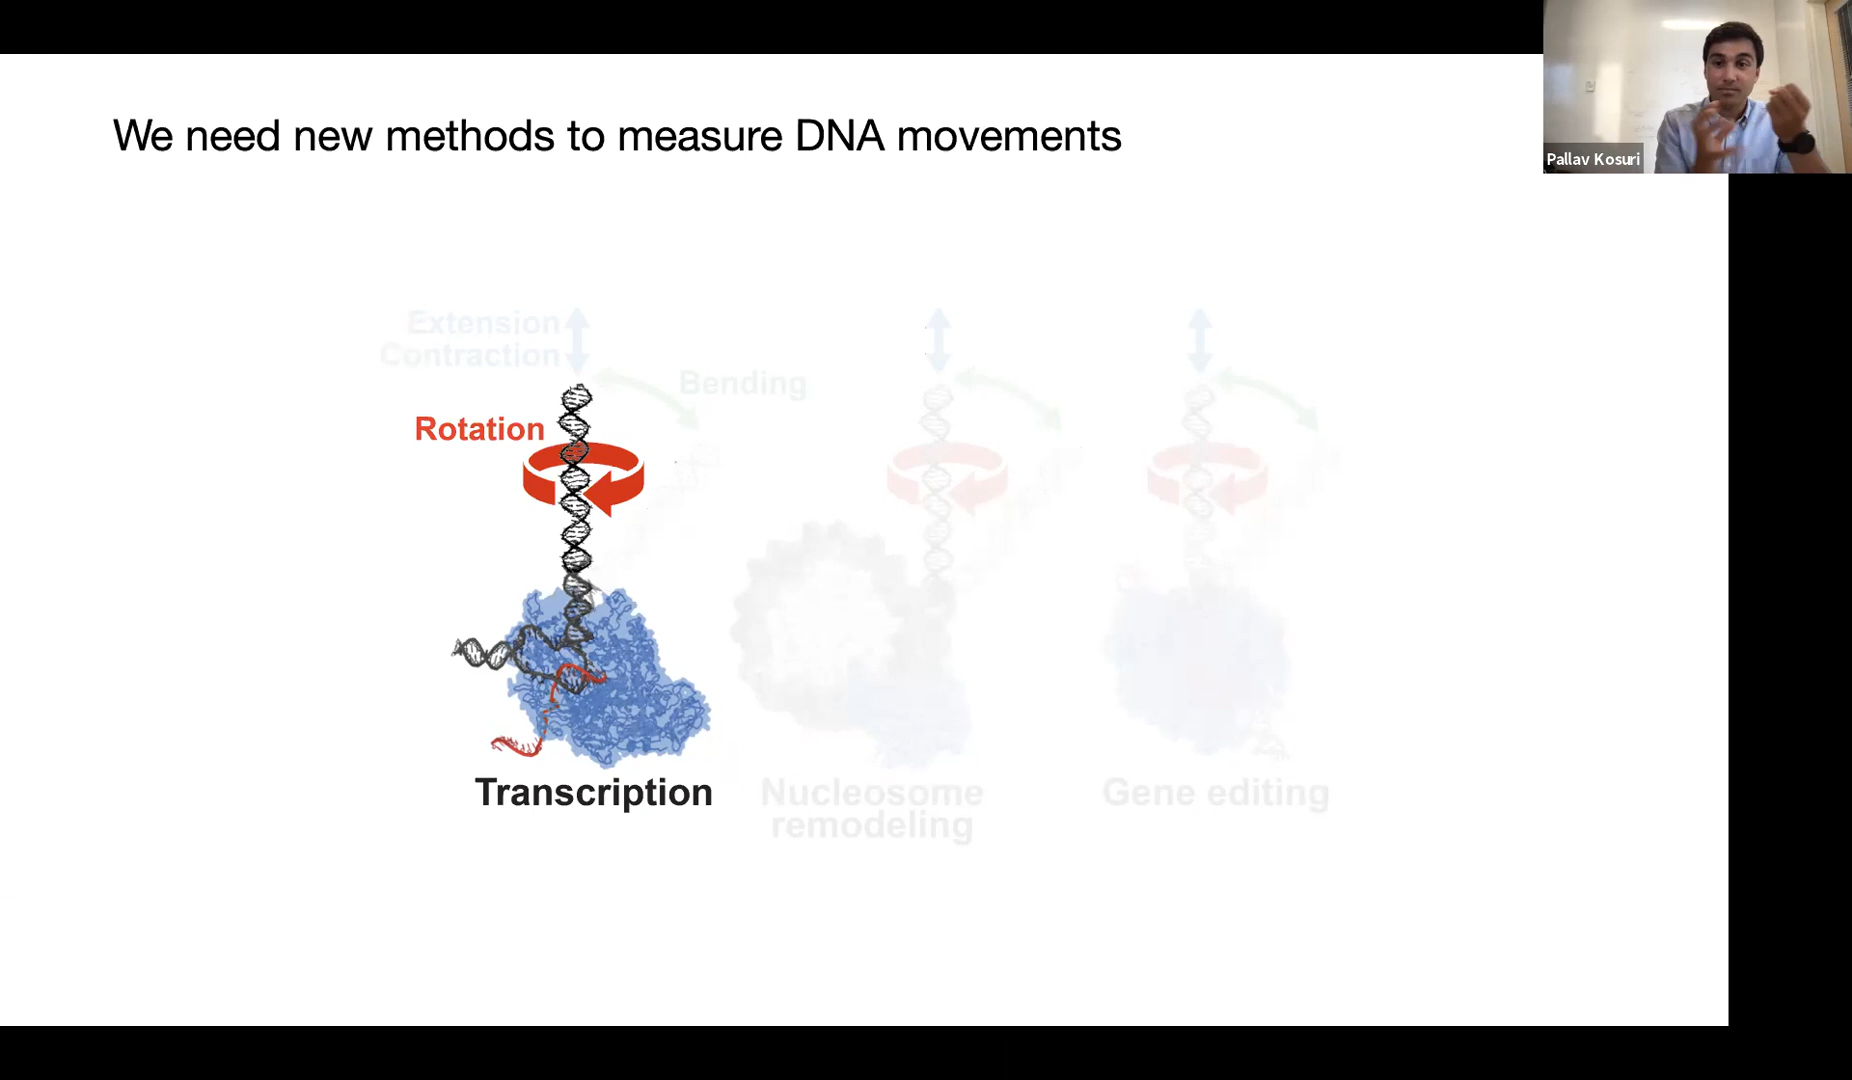 Pallav Kosuri
We need new methods to measure DNA movements
Extension
Contraction
Bending
Rotation
Transcription
Nucleosome
remodeling
Gene editing